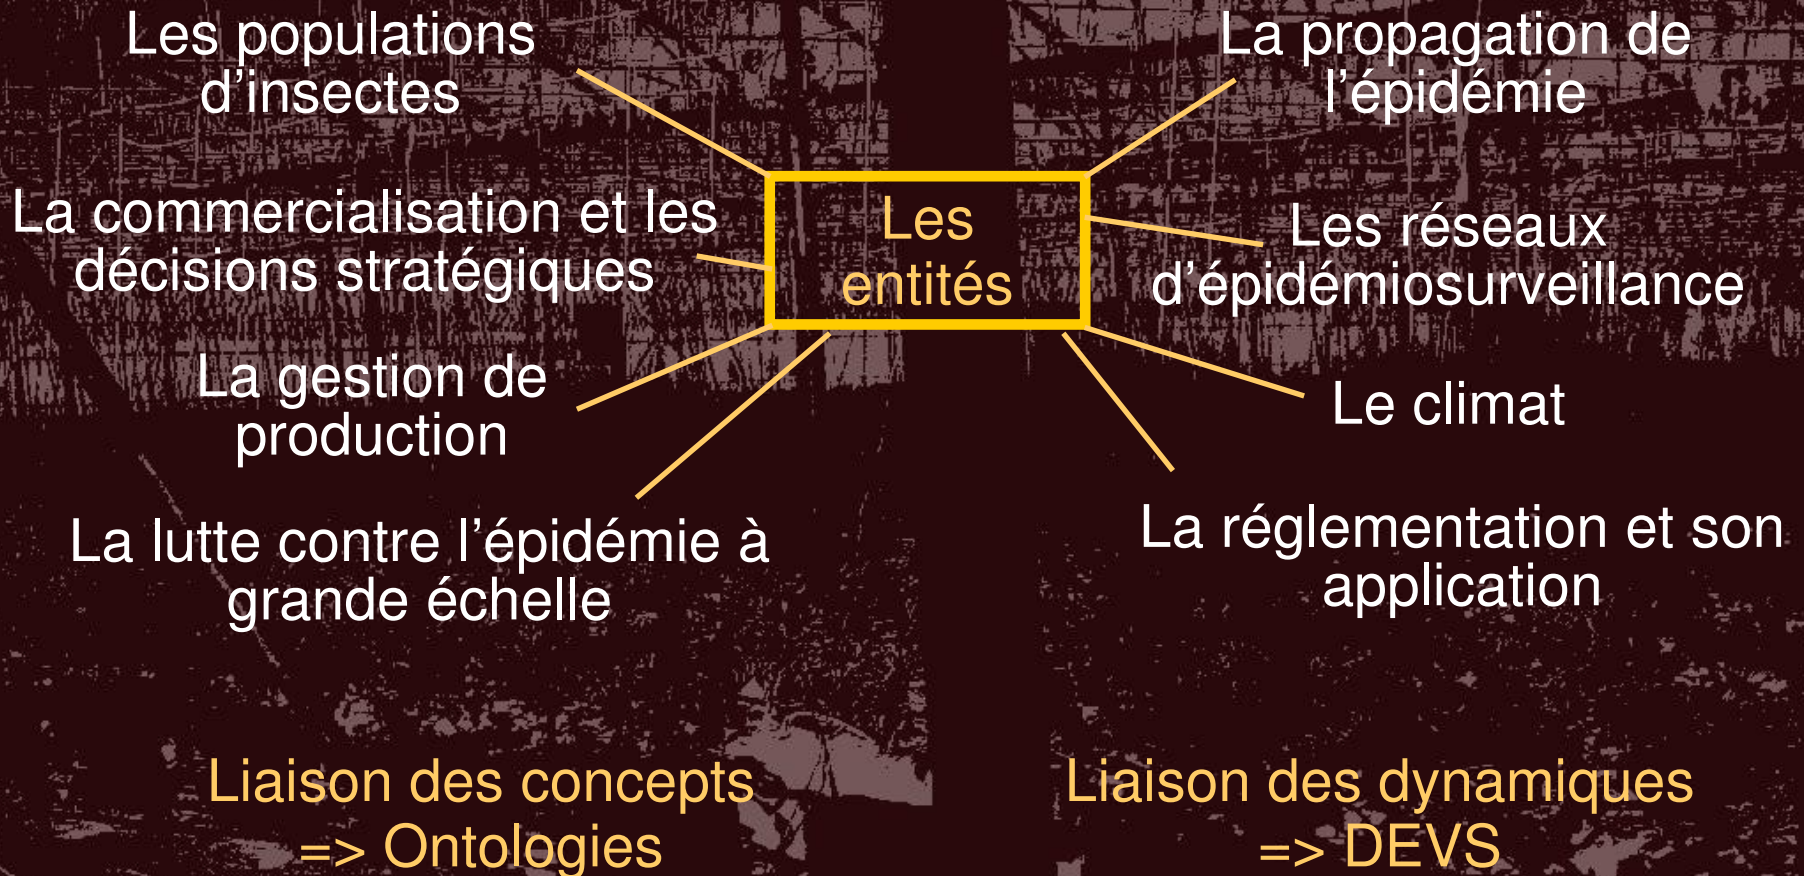 Les populations
d'insectes
La propagation de
l'épidémie
La commercialisation et les
décisions stratégiques
Les
entités
Les réseaux
d'épidémiosurveillance
La gestion de
production
Le climat
La lutte contre l'épidémie à
grande échelle
La réglementation et son
application
Liaison des concepts
=> Ontologies
Liaison des dynamiques
=> DEVS